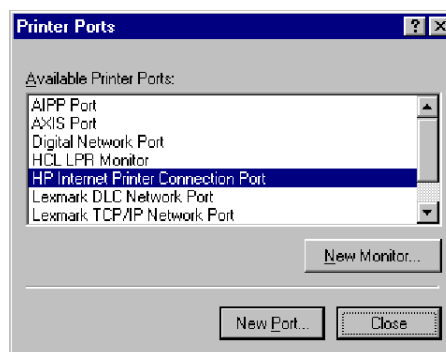 Printer Ports
Available Printer Ports:
AIPP Port
AXIS Port
Digital Network Port
HCL LPR Monitor
HP Internet Printer Connection Port
Lexmark DLC Network Port
Lexmark TCP/IP Network Port
New Monitor...
New Port... Close